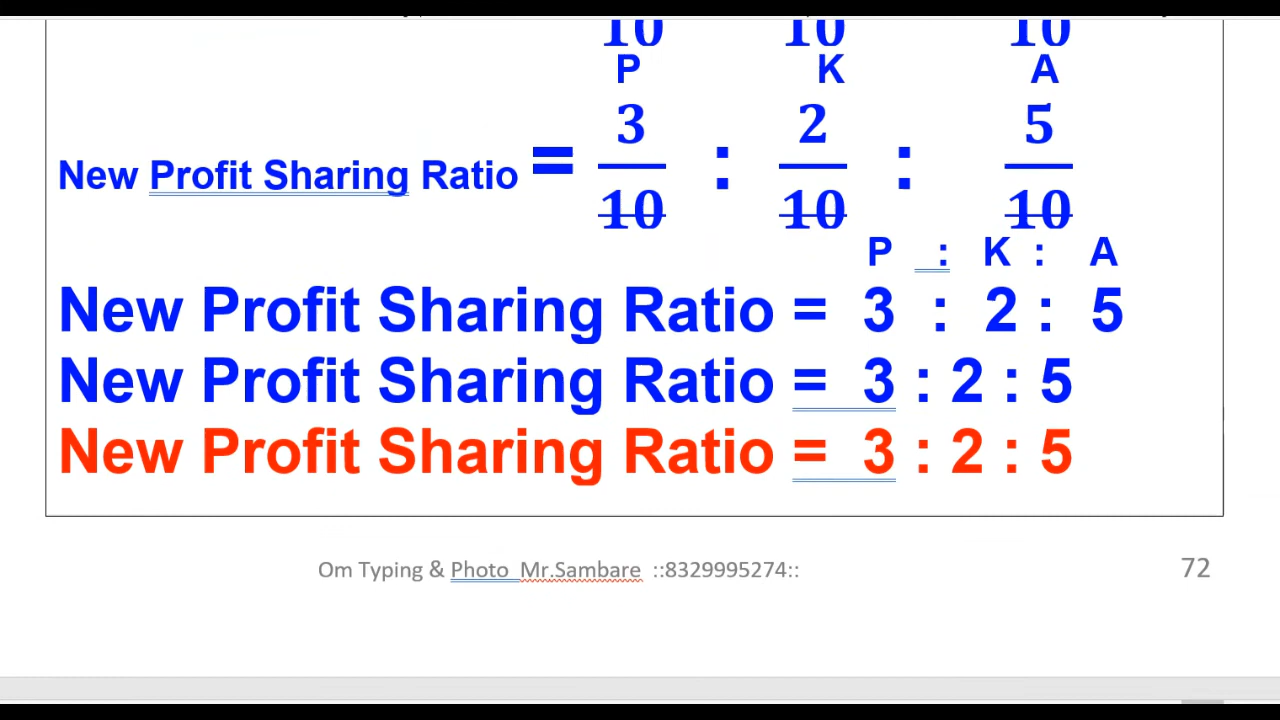 10 10 10
P K A
3 2 5
New Profit Sharing Ratio = : :
10 10 10
P : K : A
New Profit Sharing Ratio = 3 : 2 : 5
New Profit Sharing Ratio = 3 : 2 : 5
New Profit Sharing Ratio = 3 : 2 : 5
Om Typing & Photo Mr.Sambare ::8329995274::
72